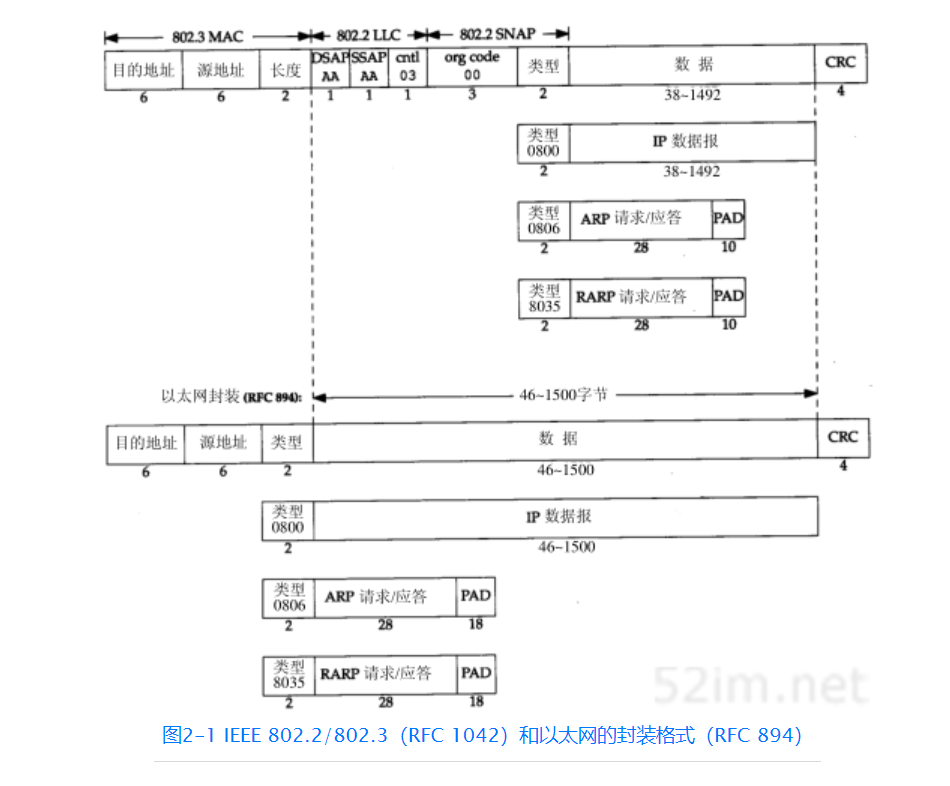 802.3 MAC 802.2 LLC 802.2 SNAP
目的地址 源地址 长度 DSAP AA SSAP AA cntl 03 org code 00 类型 数据 CRC
6 6 2 1 1 1 3 2 38~1492 4
类型 0800 IP 数据报
2 38~1492
类型 0806 ARP 请求/应答 PAD
2 28 10
类型 8035 RARP 请求/应答 PAD
2 28 10
以太网封装(RFC 894): 46~1500字节
目的地址 源地址 类型 数据 CRC
6 6 2 46~1500 4
类型 0800 IP 数据报
2 46~1500
类型 0806 ARP 请求/应答 PAD
2 28 18
类型 8035 RARP 请求/应答 PAD
2 28 18
52im.net
图2-1 IEEE 802.2/802.3（RFC 1042）和以太网的封装格式（RFC 894）